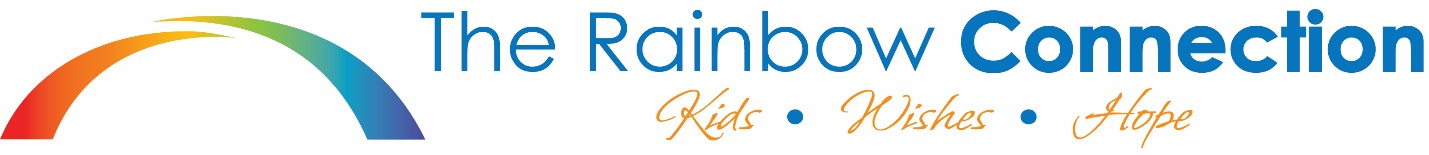 The Rainbow Connection
Kids • Wishes • Hope